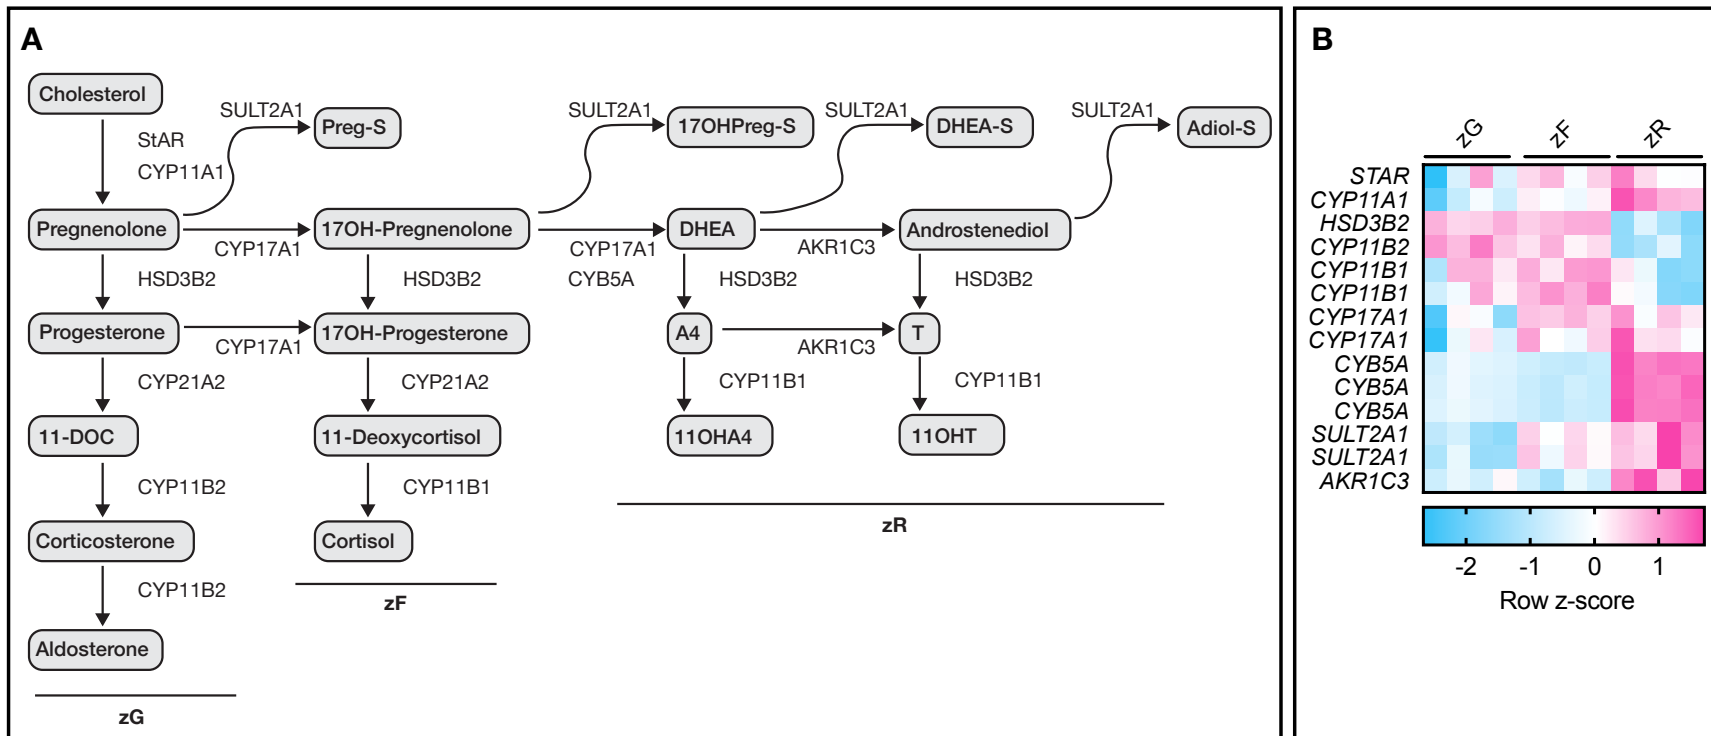 A
Cholesterol
StAR
CYP11A1
SULT2A1
Preg-S
SULT2A1
17OHPreg-S
SULT2A1
DHEA-S
SULT2A1
Adiol-S
Pregnenolone
CYP17A1
17OH-Pregnenolone
CYP17A1
CYB5A
DHEA
AKR1C3
Androstenediol
HSD3B2
HSD3B2
HSD3B2
HSD3B2
Progesterone
CYP17A1
17OH-Progesterone
A4
AKR1C3
T
CYP21A2
CYP21A2
CYP11B1
CYP11B1
11-DOC
11-Deoxycortisol
11OHA4
11OHT
CYP11B2
CYP11B1
Corticosterone
Cortisol
zR
CYP11B2
zF
Aldosterone
zG
B
zG
zF
zR
STAR
CYP11A1
HSD3B2
CYP11B2
CYP11B1
CYP11B1
CYP17A1
CYP17A1
CYB5A
CYB5A
CYB5A
SULT2A1
SULT2A1
AKR1C3
-2 -1 0 1
Row z-score